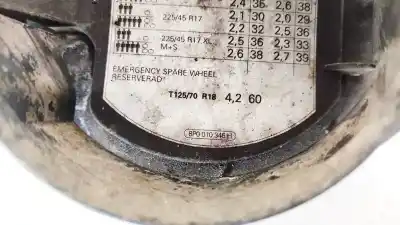 2,4 36 2,6 38
225/45 R17 2,1 30 2,0 29
2,2 32 2,5 36
225/45 R17 XL 2,5 36 2,3 33
M+S 2,6 38 2,7 39
EMERGENCY SPARE WHEEL
RESERVERAD
T125/70 R18 4,2 60
8P0 010 346 H